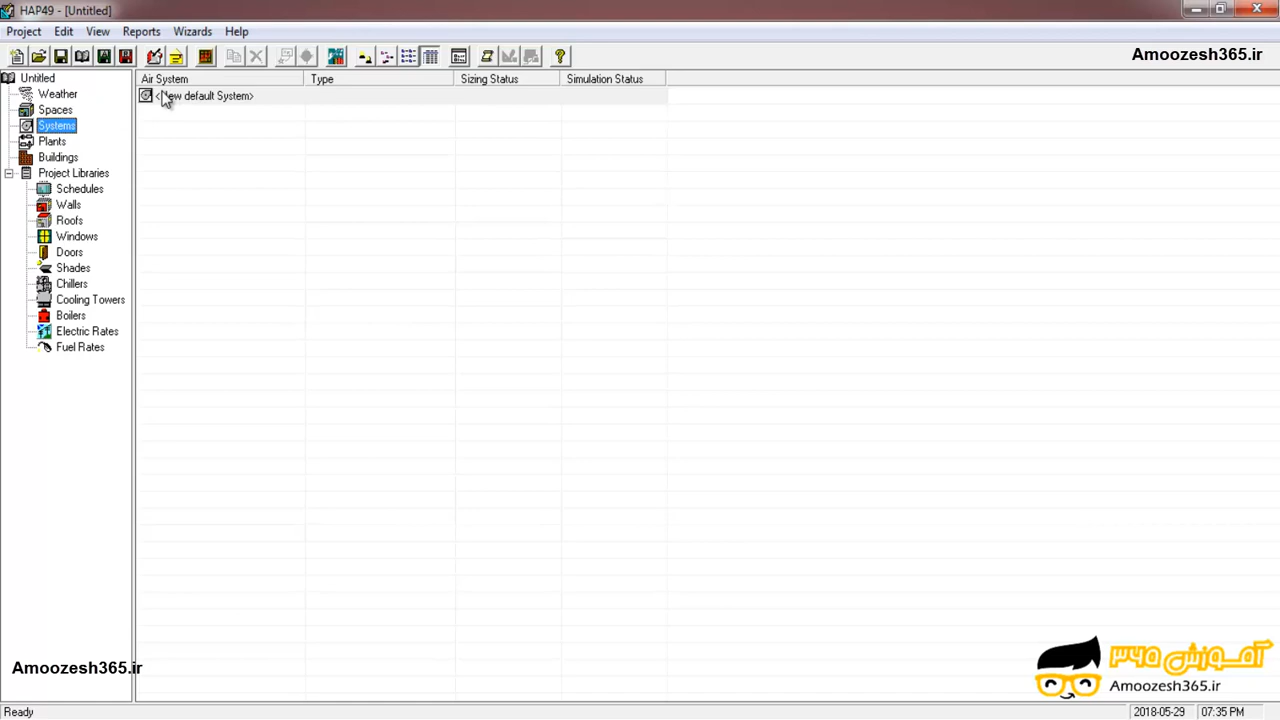 HAP49 - [Untitled]
Project Edit View Reports Wizards Help
Amoozesh365.ir
Untitled
Weather
Spaces
Systems
Plants
Buildings
Project Libraries
Schedules
Walls
Roofs
Windows
Doors
Shades
Chillers
Cooling Towers
Boilers
Electric Rates
Fuel Rates
Air System Type Sizing Status Simulation Status
<New default System>
Amoozesh365.ir
آموزش ۳۶۵
Amoozesh365.ir
Ready 2018-05-29 07:35 PM